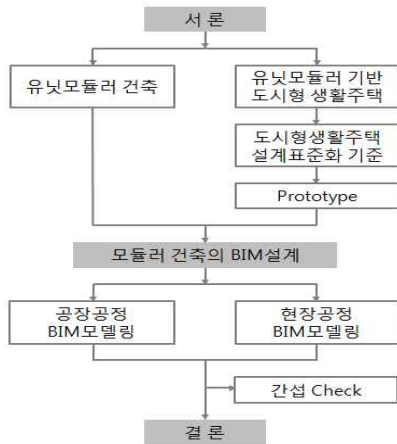 서 론
유닛모듈러 건축
유닛모듈러 기반
도시형 생활주택
도시형생활주택
설계표준화 기준
Prototype
모듈러 건축의 BIM설계
공장공정
BIM모델링
현장공정
BIM모델링
간섭 Check
결 론